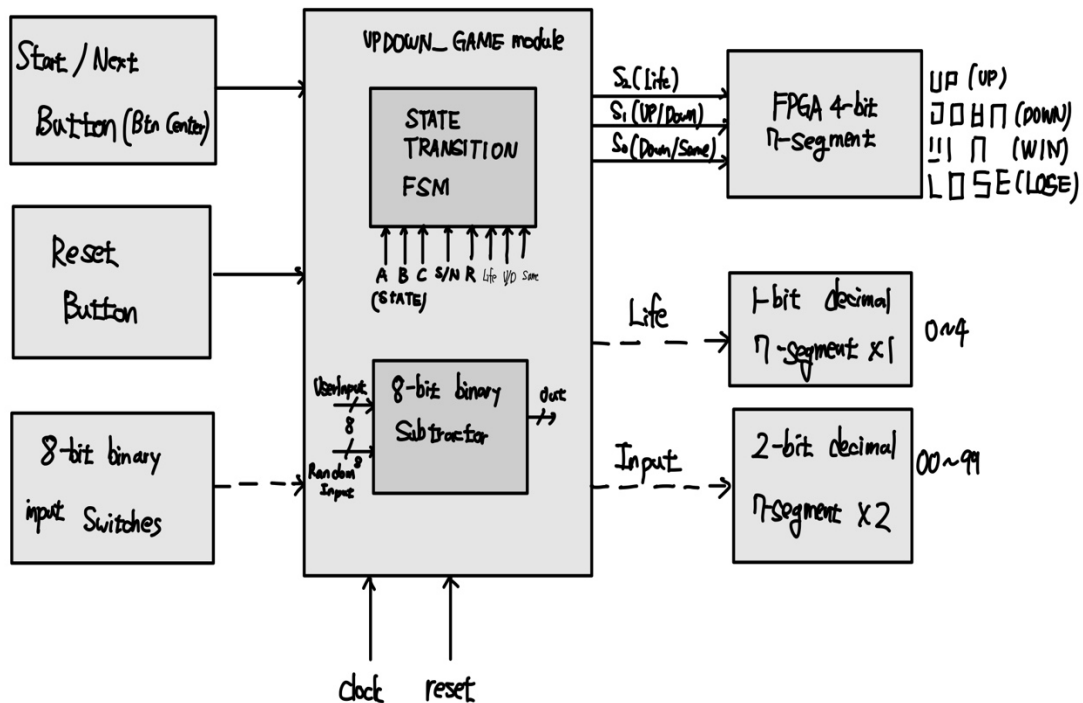 Start / Next
Button (Btn Center)
Reset
Button
8-bit binary
input Switches
UPDOWN_GAME module
STATE
TRANSITION
FSM
A B C S/N R Life U/D Same
(STATE)
UserInput
8
8
Random
Input
8-bit binary
Subtractor
Out
clock
reset
S2 (Life)
S1 (UP/Down)
S0 (Down/Same)
FPGA 4-bit
7-segment
UP (UP)
(DOWN)
(WIN)
LOSE (LOSE)
Life
1-bit decimal
7-segment x1
0~4
Input
2-bit decimal
7-segment X2
00~99